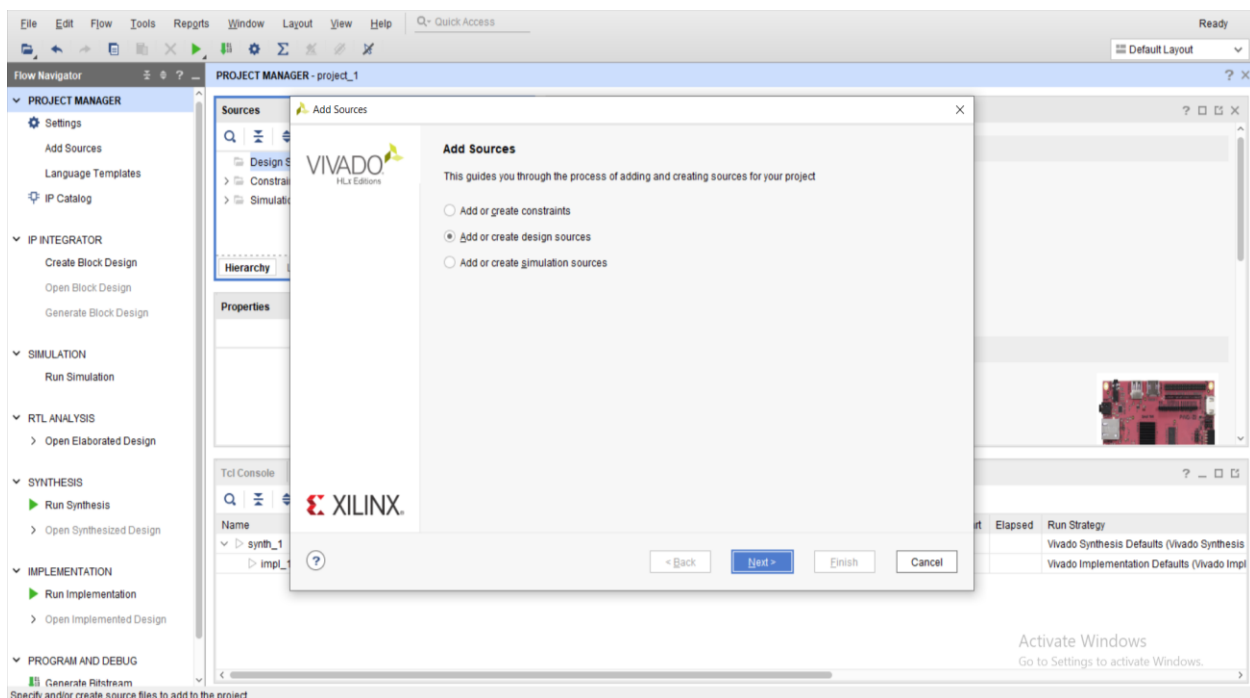 File Edit Flow Tools Reports Window Layout View Help Quick Access Ready
Default Layout
Flow Navigator
PROJECT MANAGER - project_1
PROJECT MANAGER
Settings
Add Sources
Language Templates
IP Catalog
IP INTEGRATOR
Create Block Design
Open Block Design
Generate Block Design
SIMULATION
Run Simulation
RTL ANALYSIS
Open Elaborated Design
SYNTHESIS
Run Synthesis
Open Synthesized Design
IMPLEMENTATION
Run Implementation
Open Implemented Design
PROGRAM AND DEBUG
Generate Bitstream
Sources
Design S
Constrai
Simulatio
Hierarchy
Properties
Add Sources
VIVADO
HLx Editions
XILINX
Add Sources
This guides you through the process of adding and creating sources for your project
Add or create constraints
Add or create design sources
Add or create simulation sources
< Back Next > Finish Cancel
Tcl Console
Name Elapsed Run Strategy
synth_1 Vivado Synthesis Defaults (Vivado Synthesis
impl_1 Vivado Implementation Defaults (Vivado Impl
Activate Windows
Go to Settings to activate Windows.
Specify and/or create source files to add to the project